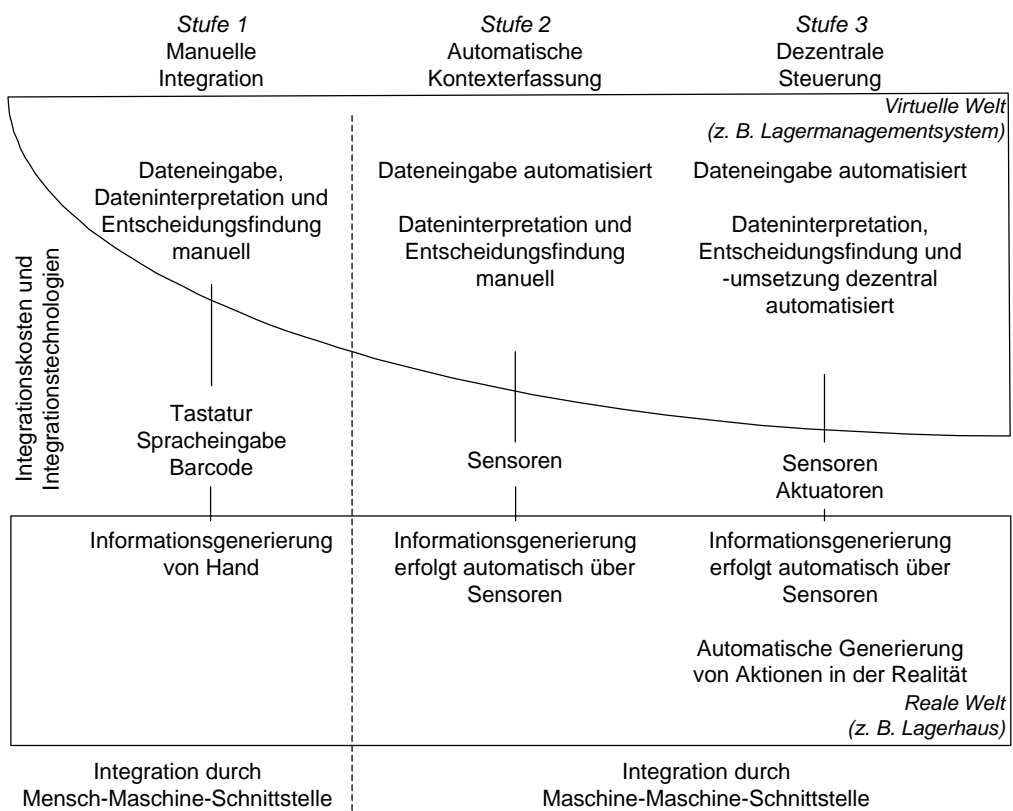 Stufe 1
Manuelle
Integration
Stufe 2
Automatische
Kontexterfassung
Stufe 3
Dezentrale
Steuerung
Virtuelle Welt
(z. B. Lagermanagementsystem)
Dateneingabe,
Dateninterpretation und
Entscheidungsfindung
manuell
Dateneingabe automatisiert
Dateninterpretation und
Entscheidungsfindung
manuell
Dateneingabe automatisiert
Dateninterpretation,
Entscheidungsfindung und
-umsetzung dezentral
automatisiert
Integrationskosten und
Integrationstechnologien
Tastatur
Spracheingabe
Barcode
Sensoren
Sensoren
Aktuatoren
Informationsgenerierung
von Hand
Informationsgenerierung
erfolgt automatisch über
Sensoren
Informationsgenerierung
erfolgt automatisch über
Sensoren
Automatische Generierung
von Aktionen in der Realität
Reale Welt
(z. B. Lagerhaus)
Integration durch
Mensch-Maschine-Schnittstelle
Integration durch
Maschine-Maschine-Schnittstelle